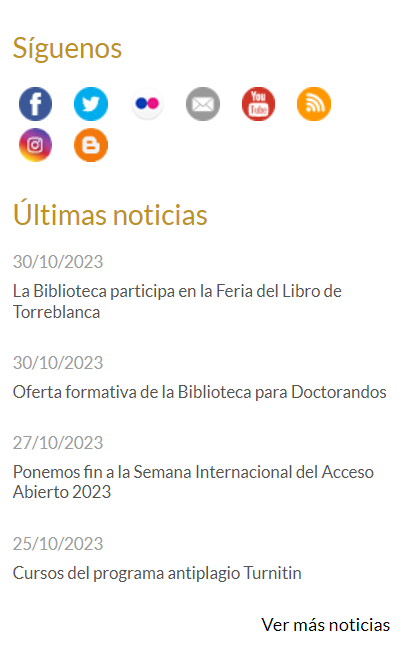 Síguenos
You
Tube
Últimas noticias
30/10/2023
La Biblioteca participa en la Feria del Libro de
Torreblanca
30/10/2023
Oferta formativa de la Biblioteca para Doctorandos
27/10/2023
Ponemos fin a la Semana Internacional del Acceso
Abierto 2023
25/10/2023
Cursos del programa antiplagio Turnitin
Ver más noticias